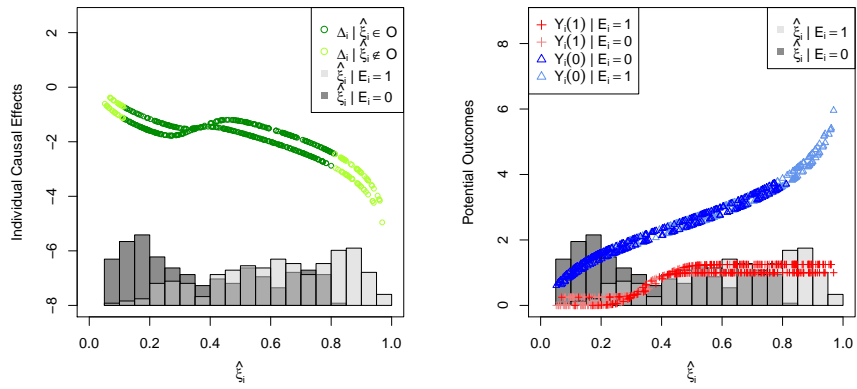 Individual Causal Effects
2
0
−2
−4
−6
−8
0.0 0.2 0.4 0.6 0.8 1.0
ξ̂ᵢ
Δᵢ | ξ̂ᵢ ∈ O
Δᵢ | ξ̂ᵢ ∉ O
ξ̂ᵢ | Eᵢ = 1
ξ̂ᵢ | Eᵢ = 0
Potential Outcomes
8
6
4
2
0
0.0 0.2 0.4 0.6 0.8 1.0
ξ̂ᵢ
Yᵢ(1) | Eᵢ = 1
Yᵢ(1) | Eᵢ = 0
Yᵢ(0) | Eᵢ = 0
Yᵢ(0) | Eᵢ = 1
ξ̂ᵢ | Eᵢ = 1
ξ̂ᵢ | Eᵢ = 0